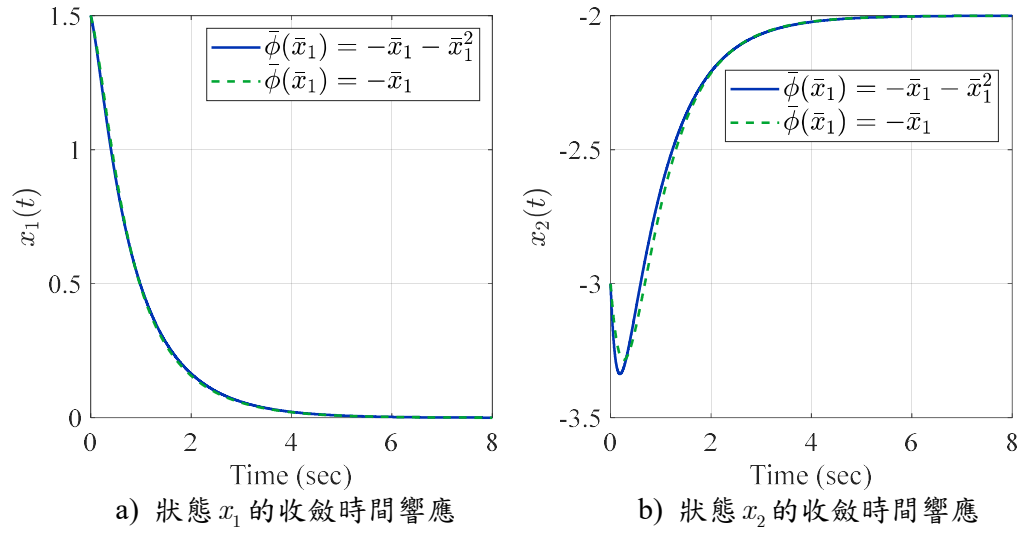 1.5
1
0.5
0
0
2
4
6
8
x₁(t)
Time (sec)
ϕ̄(x̄₁) = −x̄₁ − x̄₁²
ϕ̄(x̄₁) = −x̄₁
a) 狀態 x₁ 的收斂時間響應
-2
-2.5
-3
-3.5
0
2
4
6
8
x₂(t)
Time (sec)
ϕ̄(x̄₁) = −x̄₁ − x̄₁²
ϕ̄(x̄₁) = −x̄₁
b) 狀態 x₂ 的收斂時間響應